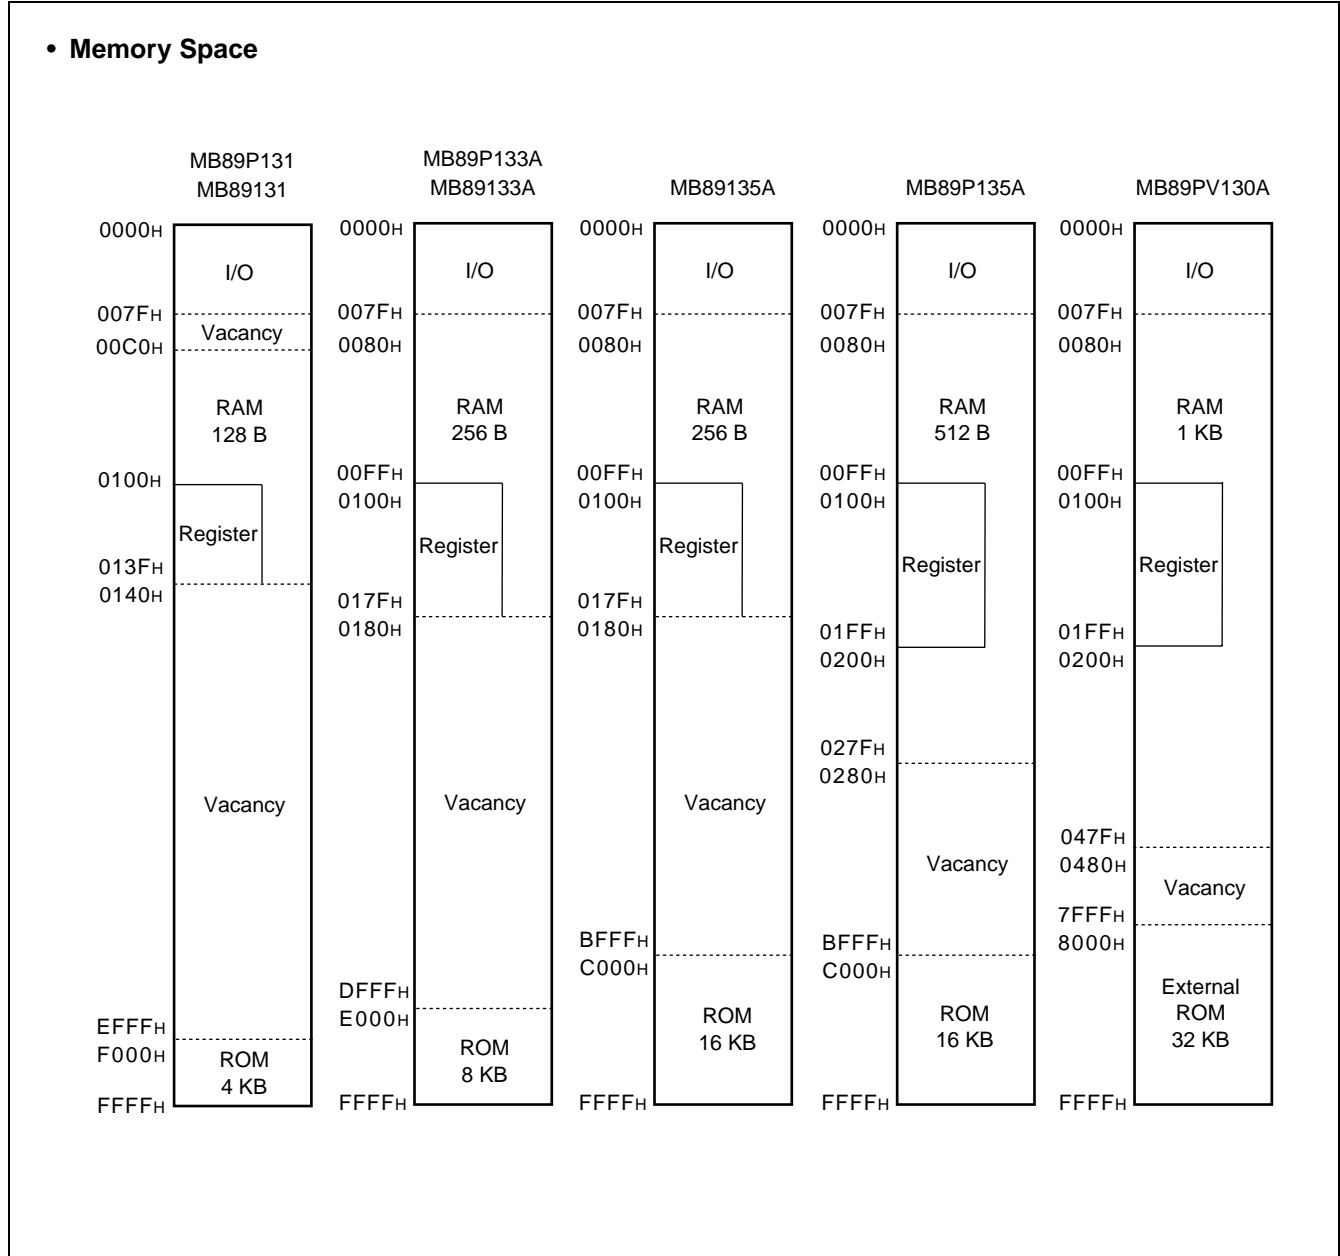 • Memory Space
MB89P131
MB89131
0000H
I/O
007FH
Vacancy
00C0H
RAM
128 B
0100H
Register
013FH
0140H
Vacancy
EFFFH
F000H
ROM
4 KB
FFFFH
MB89P133A
MB89133A
0000H
I/O
007FH
0080H
RAM
256 B
00FFH
0100H
Register
017FH
0180H
Vacancy
DFFFH
E000H
ROM
8 KB
FFFFH
MB89135A
0000H
I/O
007FH
0080H
RAM
256 B
00FFH
0100H
Register
017FH
0180H
Vacancy
BFFFH
C000H
ROM
16 KB
FFFFH
MB89P135A
0000H
I/O
007FH
0080H
RAM
512 B
00FFH
0100H
Register
01FFH
0200H
027FH
0280H
Vacancy
BFFFH
C000H
ROM
16 KB
FFFFH
MB89PV130A
0000H
I/O
007FH
0080H
RAM
1 KB
00FFH
0100H
Register
01FFH
0200H
047FH
0480H
Vacancy
7FFFH
8000H
External
ROM
32 KB
FFFFH